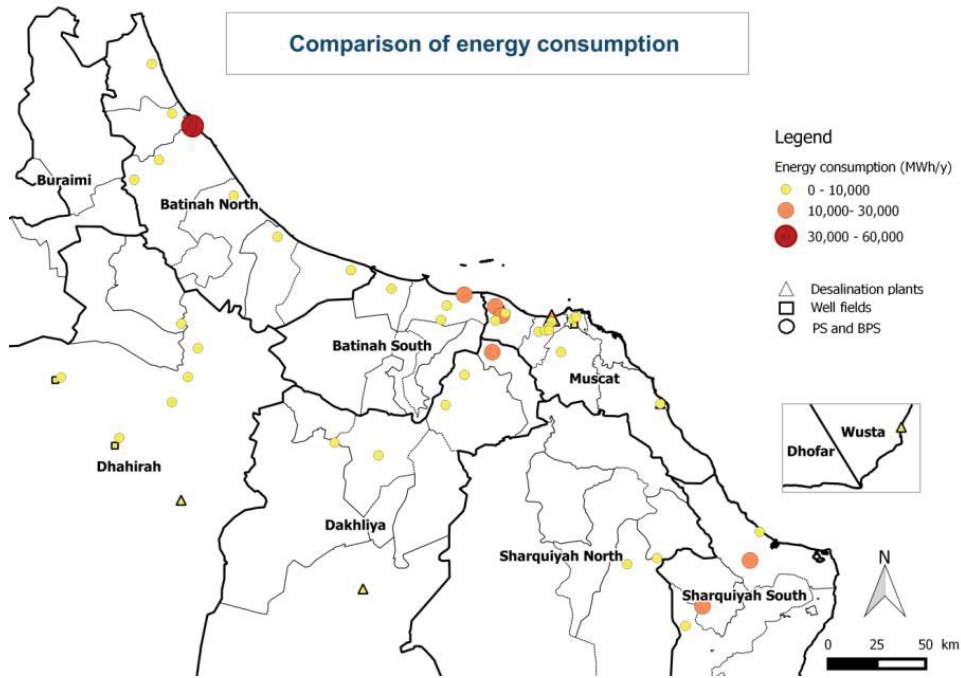 Comparison of energy consumption
Legend
Energy consumption (MWh/y)
0 - 10,000
10,000- 30,000
30,000 - 60,000
Desalination plants
Well fields
PS and BPS
Buraimi
Batinah North
Batinah South
Muscat
Dhahirah
Dakhliya
Sharquiyah North
Sharquiyah South
Wusta
Dhofar
N
0 25 50 km